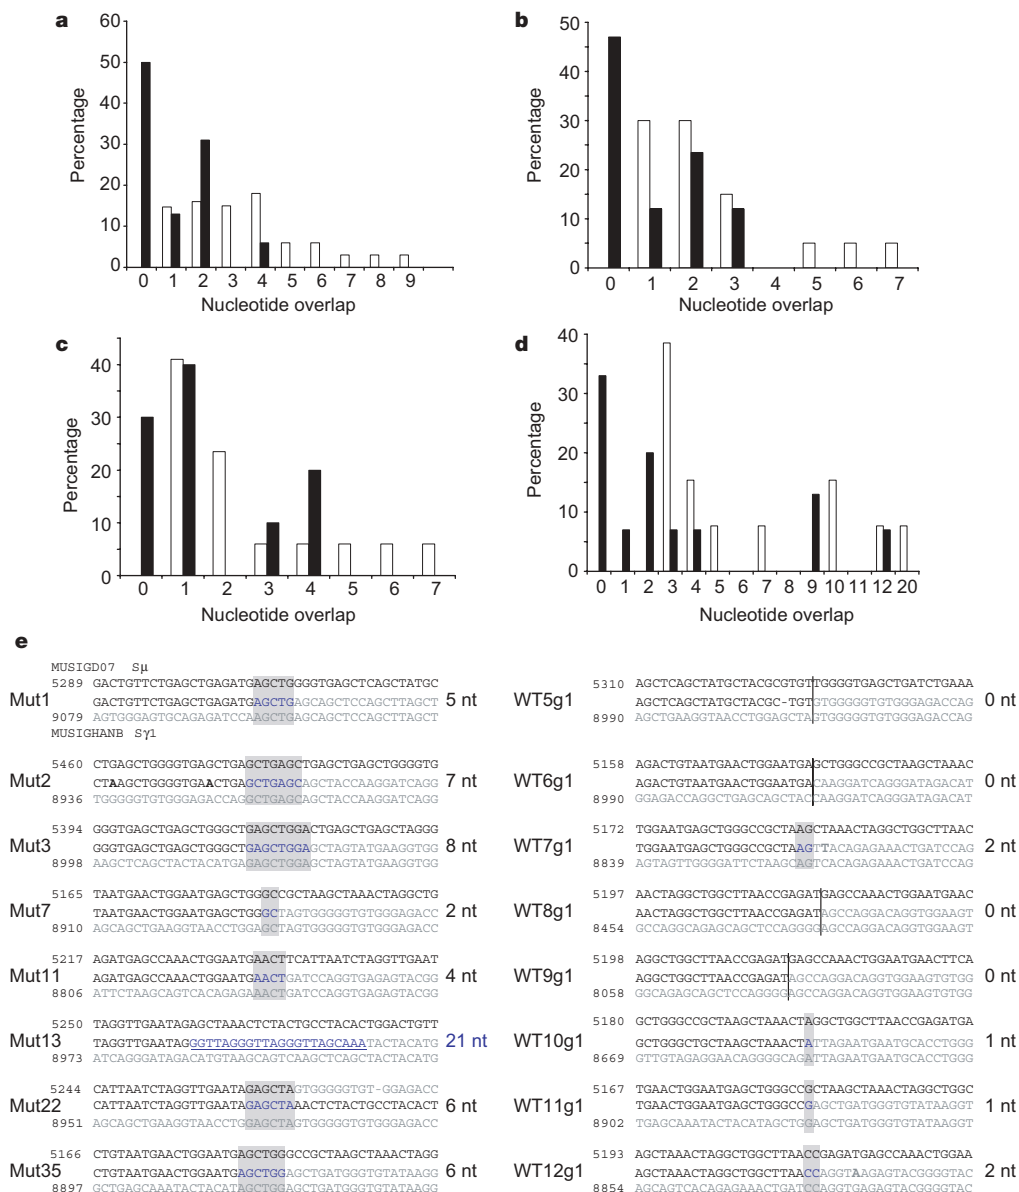 a
60
50
40
30
20
10
0
Percentage
0 1 2 3 4 5 6 7 8 9
Nucleotide overlap
b
50
40
30
20
10
0
Percentage
0 1 2 3 4 5 6 7
Nucleotide overlap
c
40
30
20
10
0
Percentage
0 1 2 3 4 5 6 7
Nucleotide overlap
d
40
30
20
10
0
Percentage
0 1 2 3 4 5 6 7 8 9 10 11 12 20
Nucleotide overlap
e
MUSIGD07 Sμ
5289 GACTGTTCTGAGCTGAGATGAGCTGGGGTGAGCTCAGCTATGC
Mut1 GACTGTTCTGAGCTGAGATGAGCTGAGCAGCTCCAGCTTAGCT 5 nt
9079 AGTGGGAGTGCAGAGATCCAAGCTGAGCAGCTCCAGCTTAGCT
MUSIGHANB Sγ1
5460 CTGAGCTGGGGTGAGCTGAGCTGAGCTGAGCTGAGCTGGGGTG
Mut2 CTAAGCTGGGGTGAACTGAGCTGAGCAGCTACCAAGGATCAGG 7 nt
8936 TGGGGGTGTGGGAGACCAGGCTGAGCAGCTACCAAGGATCAGG
5394 GGGTGAGCTGAGCTGGGCTGAGCTGGACTGAGCTGAGCTAGGG
Mut3 GGGTGAGCTGAGCTGGGCTGAGCTGGAGCTAGTATGAAGGTGG 8 nt
8998 AAGCTCAGCTACTACATGAGAGCTGGAGCTAGTATGAAGGTGG
5165 TAATGAACTGGAATGAGCTGGGCCGCTAAGCTAAACTAGGCTG
Mut7 TAATGAACTGGAATGAGCTGGGCTAGTGGGGGTGTGGGAGACC 2 nt
8910 AGCAGCTGAAGGTAACCTGGAGCTAGTGGGGGTGTGGGAGACC
5217 AGATGAGCCAAACTGGAATGAACTTCATTAATCTAGGTTGAAT
Mut11 AGATGAGCCAAACTGGAATGAACTGATCCAGGTGAGAGTACGG 4 nt
8806 ATTCTAAGCAGTCACAGAGAAACTGATCCAGGTGAGAGTACGG
5250 TAGGTTGAATAGAGCTAAACTCTACTGCCTACACTGGACTGTT
Mut13 TAGGTTGAATAGGGTTAGGGTTAGGGTTAGCAAATACTACATG 21 nt
8973 ATCAGGGATAGACATGTAAGCAGTCAAGCTCAGCTACTACATG
5244 CATTAATCTAGGTTGAATAGAGCTAGTGGGGGTGT-GGAGACC
Mut22 CATTAATCTAGGTTGAATAGAGCTAAACTCTACTGCCTACACT 6 nt
8951 AGCAGCTGAAGGTAACCTGGAGCTAGTGGGGGTGTGGGAGACC
5166 CTGTAATGAACTGGAATGAGCTGGGCCGCTAAGCTAAACTAGG
Mut35 CTGTAATGAACTGGAATGAGCTGGAGCTGATGGGTGTATAAGG 6 nt
8897 GCTGAGCAAATACTACATAGCTGGAGCTGATGGGTGTATAAGG
5310 AGCTCAGCTATGCTACGCGTGTTGGGGTGAGCTGATCTGAAA
WT5g1 AGCTCAGCTATGCTACGC-TGTGTGGGGGTGTGGGAGACCAG 0 nt
8990 AGCTGAAGGTAACCTGGAGCTAGTGGGGGTGTGGGAGACCAG
5158 AGACTGTAATGAACTGGAATGAGCTGGGCCGCTAAGCTAAAC
WT6g1 AGACTGTAATGAACTGGAATGACAAGGATCAGGGATAGACAT 0 nt
8990 GGAGACCAGGCTGAGCAGCTACCAAGGATCAGGGATAGACAT
5172 TGGAATGAGCTGGGCCGCTAAGCTAAACTAGGCTGGCTTAAC
WT7g1 TGGAATGAGCTGGGCCGCTAAGTTACAGAGAAACTGATCCAG 2 nt
8839 AGTAGTTGGGGATTCTAAGCAGTCACAGAGAAACTGATCCAG
5197 AACTAGGCTGGCTTAACCGAGATGAGCCAAACTGGAATGAAC
WT8g1 AACTAGGCTGGCTTAACCGAGATAGCCAGGACAGGTGGAAGT 0 nt
8454 GCCAGGCAGAGCAGCTCCAGGGGAGCCAGGACAGGTGGAAGT
5198 AGGCTGGCTTAACCGAGATGAGCCAAACTGGAATGAACTTCA
WT9g1 AGGCTGGCTTAACCGAGATAGCCAGGACAGGTGGAAGTGTGG 0 nt
8058 GGCAGAGCAGCTCCAGGGGAGCCAGGACAGGTGGAAGTGTGG
5180 GCTGGGCCGCTAAGCTAAACTAGGCTGGCTTAACCGAGATGA
WT10g1 GCTGGGCTGCTAAGCTAAACTATTAGAATGAATGCACCTGGG 1 nt
8669 GTTGTAGAGGAACAGGGGCAGATTAGAATGAATGCACCTGGG
5167 TGAACTGGAATGAGCTGGGCCGCTAAGCTAAACTAGGCTGGC
WT11g1 TGAACTGGAATGAGCTGGGCCGAGCTGATGGGTGTATAAGGT 1 nt
8902 TGAGCAAATACTACATAGCTGGAGCTGATGGGTGTATAAGGT
5193 AGCTAAACTAGGCTGGCTTAACCGAGATGAGCCAAACTGGAA
WT12g1 AGCTAAACTAGGCTGGCTTAACCAGGTAAGAGTACGGGGTAC 2 nt
8854 AGCAGTCACAGAGAAACTGATCCAGGTGAGAGTACGGGGTAC